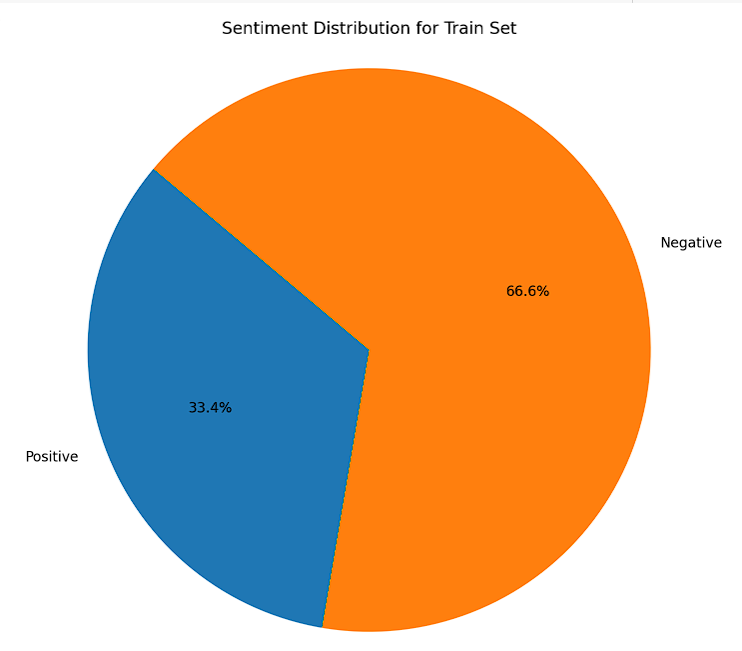 Sentiment Distribution for Train Set
Negative
66.6%
33.4%
Positive